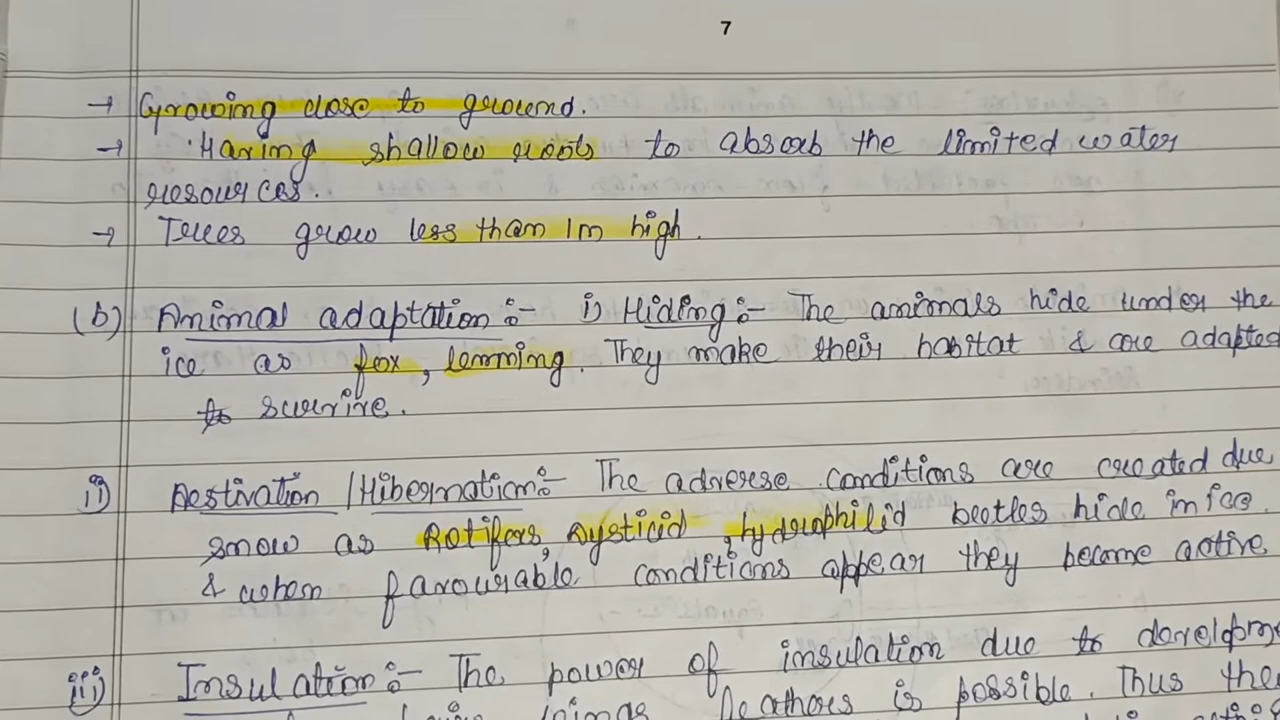 7
→ Growing close to ground.
→ Having shallow roots to absorb the limited water
resources.
→ Trees grow less than 1m high.
(b) Animal adaptation :- i) Hiding :- The animals hide under the
ice as fox, lemming. They make their habitat & are adapted
to survive.
ii) Aestivation / Hibernation :- The adverse conditions are created due
snow as Rotifers, Dysticid, hydrophilid beetles hide in ice
& when favourable conditions appear they become active
iii) Insulation :- The power of insulation due to
is possible. Thus the